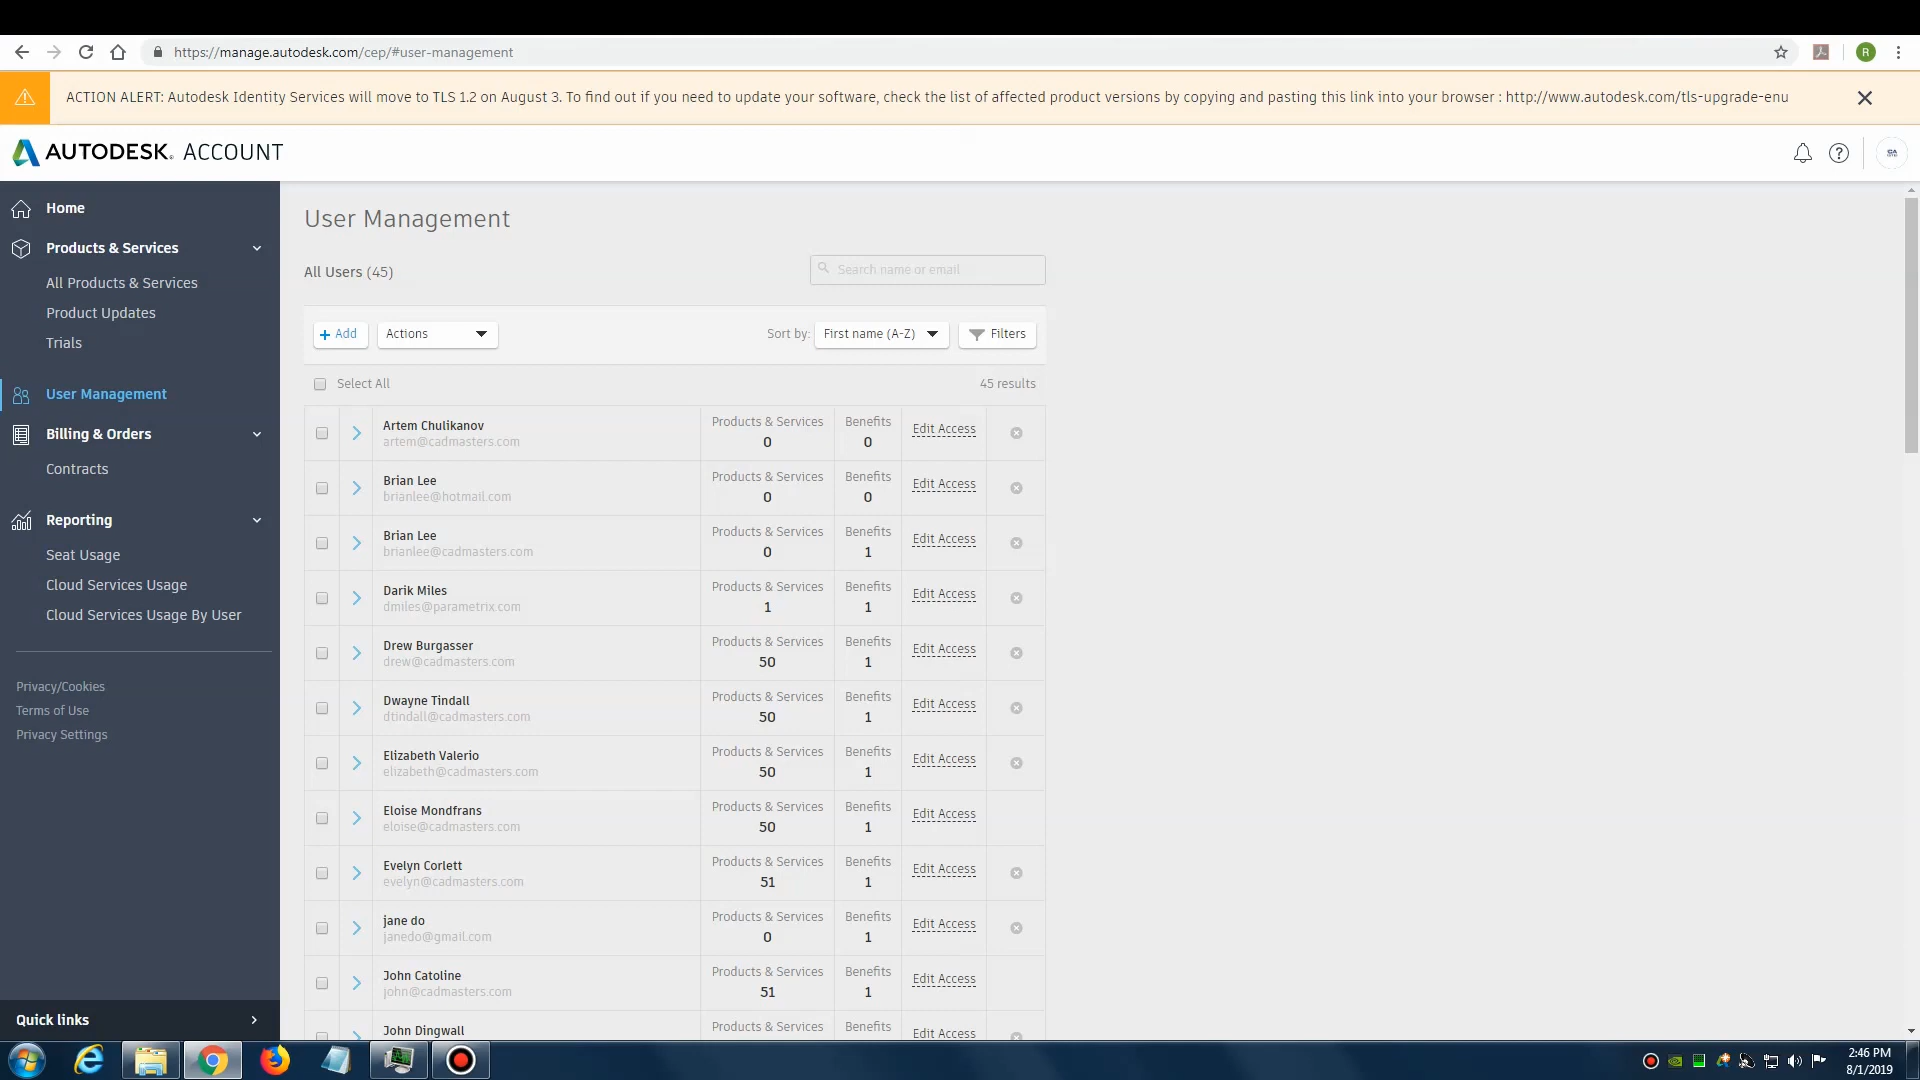 https://manage.autodesk.com/cep/#user-management
R
ACTION ALERT: Autodesk Identity Services will move to TLS 1.2 on August 3. To find out if you need to update your software, check the list of affected product versions by copying and pasting this link into your browser : http://www.autodesk.com/tls-upgrade-enu
AUTODESK. ACCOUNT
Home
Products & Services
All Products & Services
Product Updates
Trials
User Management
Billing & Orders
Contracts
Reporting
Seat Usage
Cloud Services Usage
Cloud Services Usage By User
Privacy/Cookies
Terms of Use
Privacy Settings
Quick links
User Management
All Users (45)
Search name or email
+ Add
Actions
Sort by: First name (A-Z)
Filters
Select All
45 results
Artem Chulikanov
artem@cadmasters.com
Products & Services
0
Benefits
0
Edit Access
Brian Lee
brianlee@hotmail.com
Products & Services
0
Benefits
0
Edit Access
Brian Lee
brianlee@cadmasters.com
Products & Services
0
Benefits
1
Edit Access
Darik Miles
dmiles@parametrix.com
Products & Services
1
Benefits
1
Edit Access
Drew Burgasser
drew@cadmasters.com
Products & Services
50
Benefits
1
Edit Access
Dwayne Tindall
dtindall@cadmasters.com
Products & Services
50
Benefits
1
Edit Access
Elizabeth Valerio
elizabeth@cadmasters.com
Products & Services
50
Benefits
1
Edit Access
Eloise Mondfrans
eloise@cadmasters.com
Products & Services
50
Benefits
1
Edit Access
Evelyn Corlett
evelyn@cadmasters.com
Products & Services
51
Benefits
1
Edit Access
jane do
janedo@gmail.com
Products & Services
0
Benefits
1
Edit Access
John Catoline
john@cadmasters.com
Products & Services
51
Benefits
1
Edit Access
John Dingwall
Products & Services
Benefits
Edit Access
2:46 PM
8/1/2019